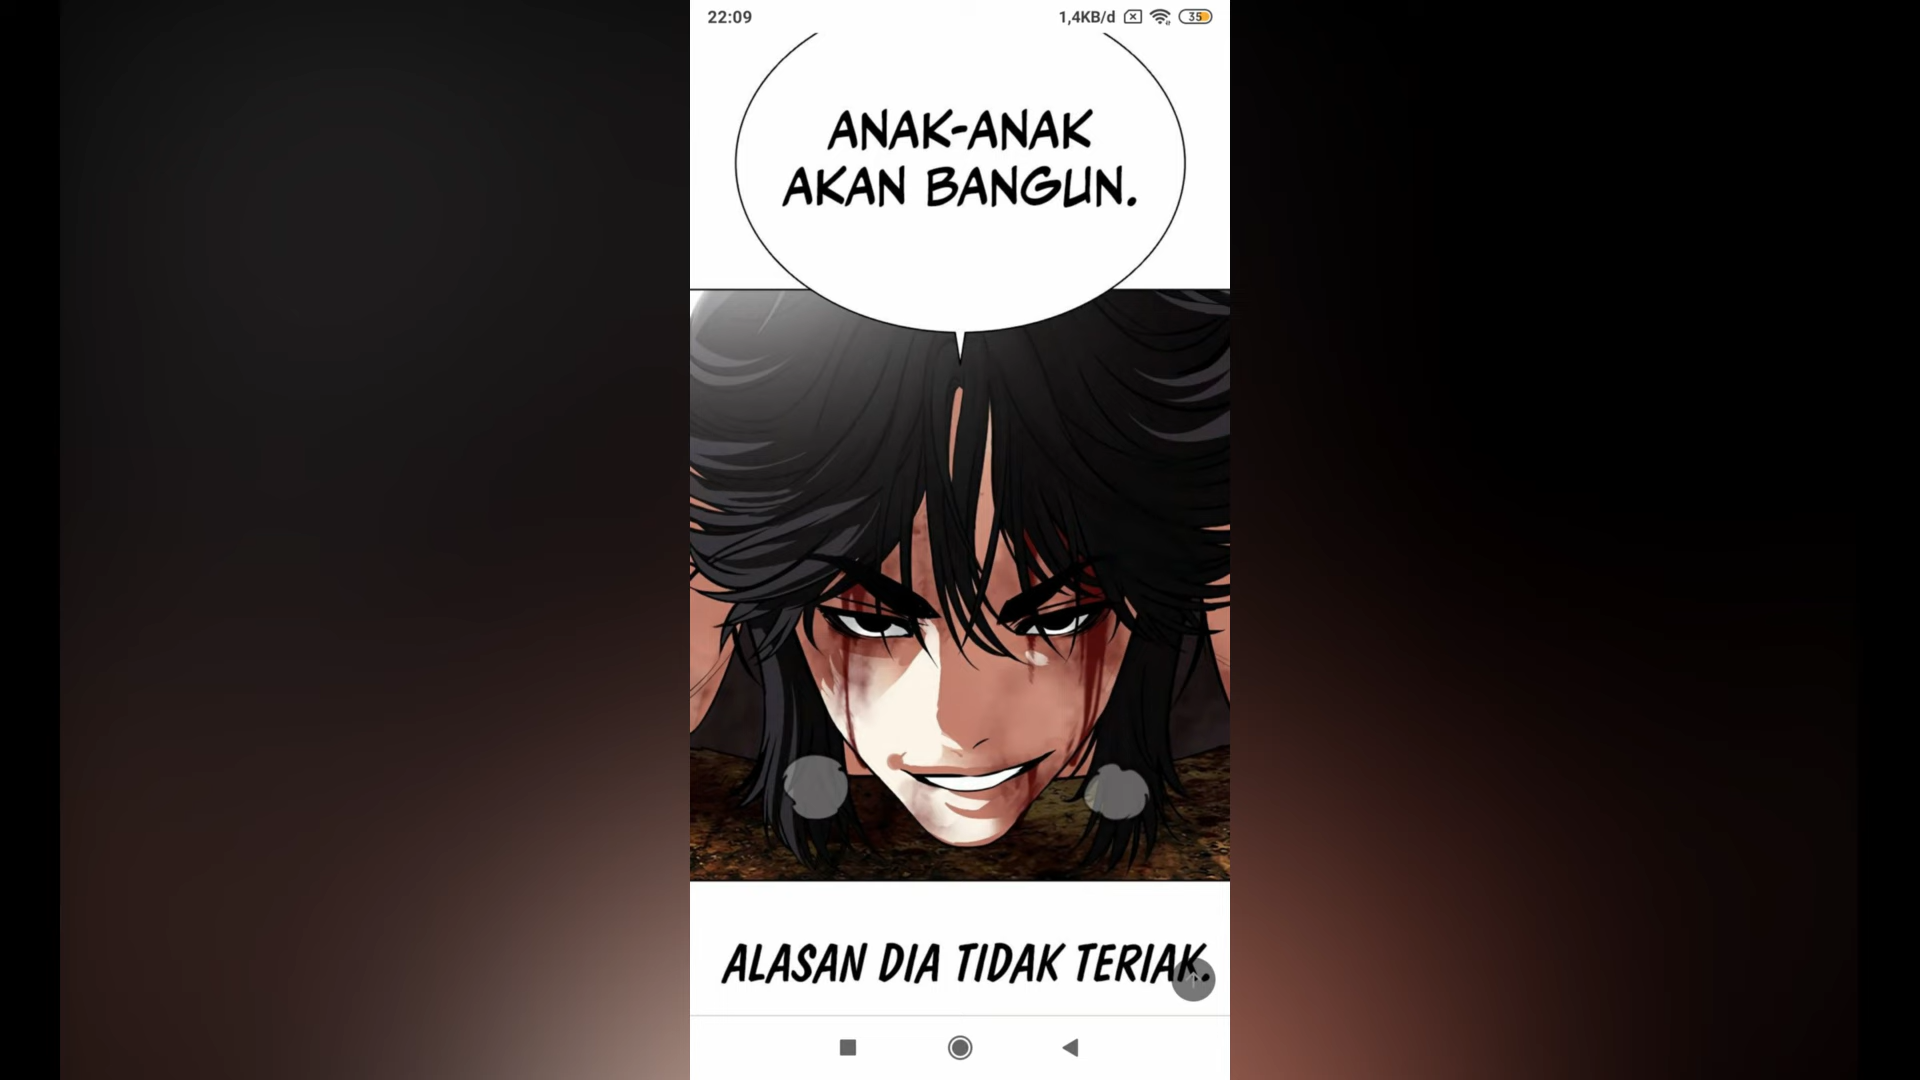 22:09
1,4KB/d
35
ANAK-ANAK
AKAN BANGUN.
ALASAN DIA TIDAK TERIAK.